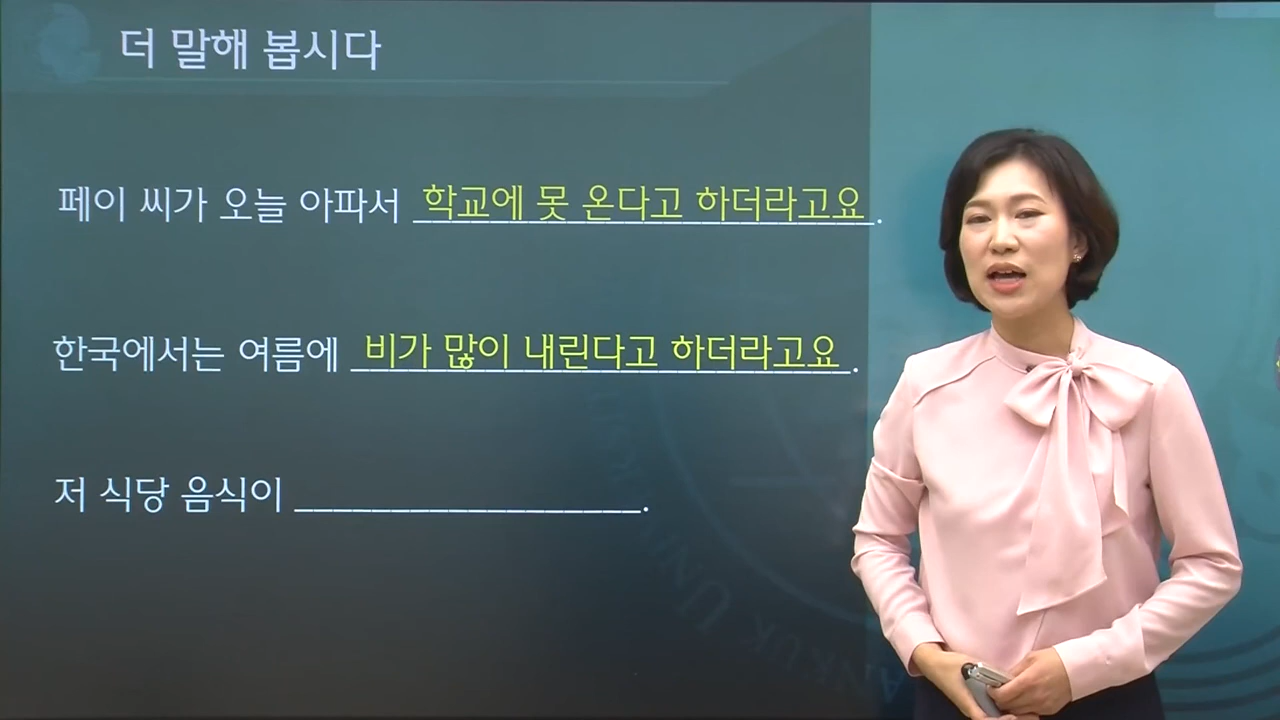 더 말해 봅시다
페이 씨가 오늘 아파서 학교에 못 온다고 하더라고요.
한국에서는 여름에 비가 많이 내린다고 하더라고요.
저 식당 음식이 __________________.